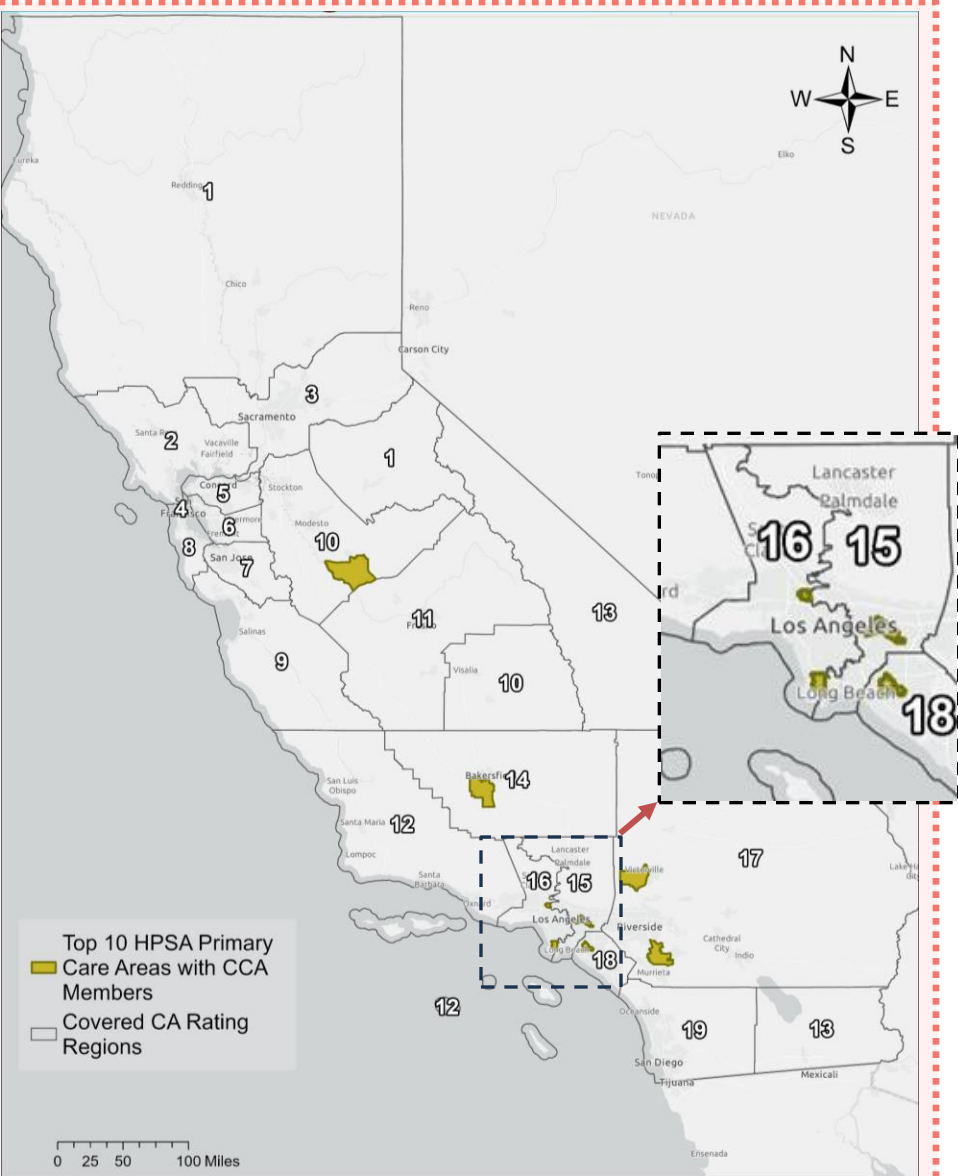 N
W
E
S
Eureka
Redding
1
Elko
NEVADA
Chico
Reno
Carson City
3
Sacramento
Santa R
2
Vacaville
Fairfield
1
Concord
5
Stockton
4
San
Francisco
6
Modesto
10
8
San Jose
7
11
13
Salinas
9
Visalia
10
Lancaster
Palmdale
16
15
Los Angeles
Long Beach
18
San Luis
Obispo
14
Santa Maria
12
Lompoc
Santa
Barbara
Oxnard
Lancaster
Palmdale
16
15
Los Angeles
Long Beach
18
17
Victorville
Riverside
Cathedral
City
Indio
Murrieta
12
Oceanside
19
13
San Diego
Tijuana
Mexicali
Ensenada
Top 10 HPSA Primary
Care Areas with CCA
Members
Covered CA Rating
Regions
0 25 50 100 Miles